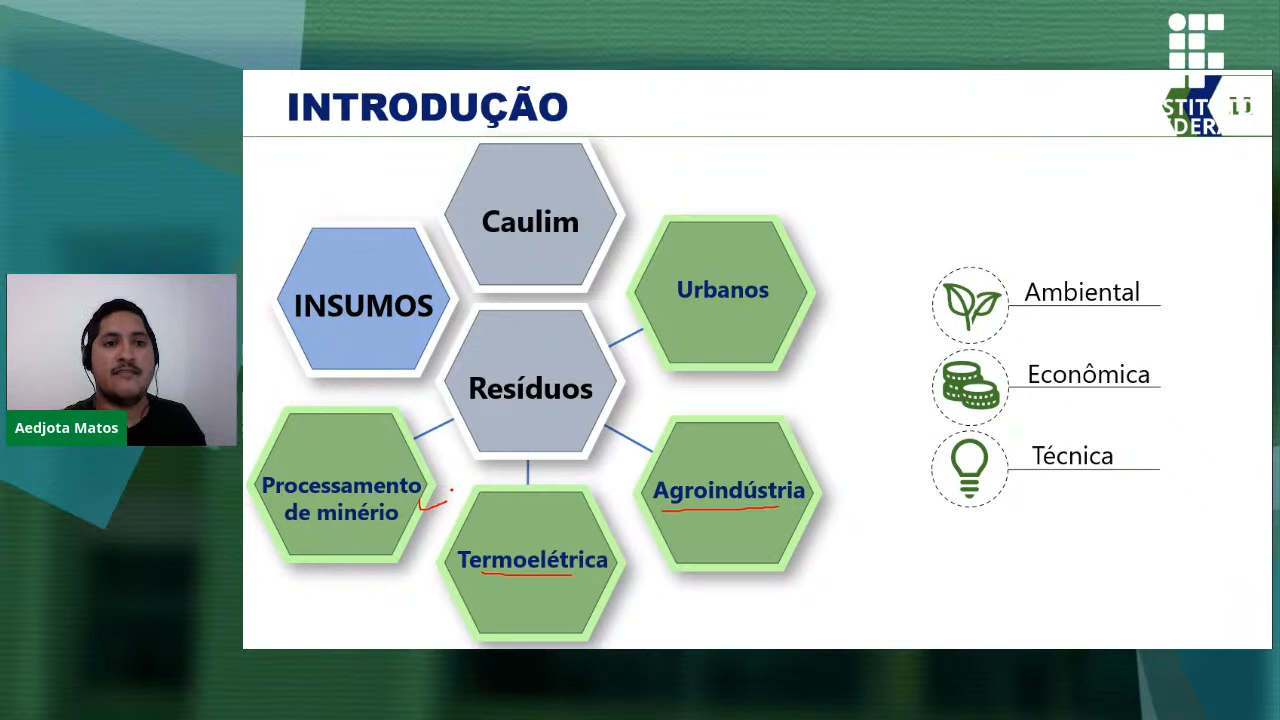 INTRODUÇÃO
Caulim
INSUMOS
Urbanos
Resíduos
Processamento
de minério
Termoelétrica
Agroindústria
Ambiental
Econômica
Técnica
Aedjota Matos